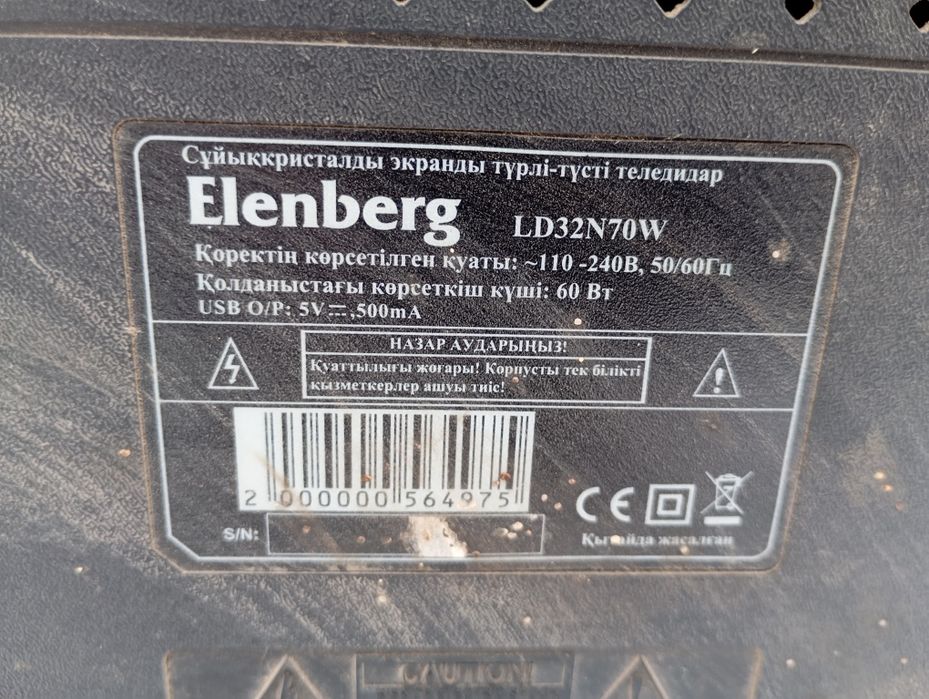 Сұйыққристалды экранды түрлі-түсті теледидар
Elenberg LD32N70W
Қоректің көрсетілген қуаты: ~110 -240В, 50/60Гц
Қолданыстағы көрсеткіш күші: 60 Вт
USB O/P: 5V⎓,500mA
НАЗАР АУДАРЫҢЫЗ!
Қуаттылығы жоғары! Корпусты тек білікті
қызметкерлер ашуы тиіс!
2 000000 564975
S/N:
CE
Қытайда жасалған
CAUTION!